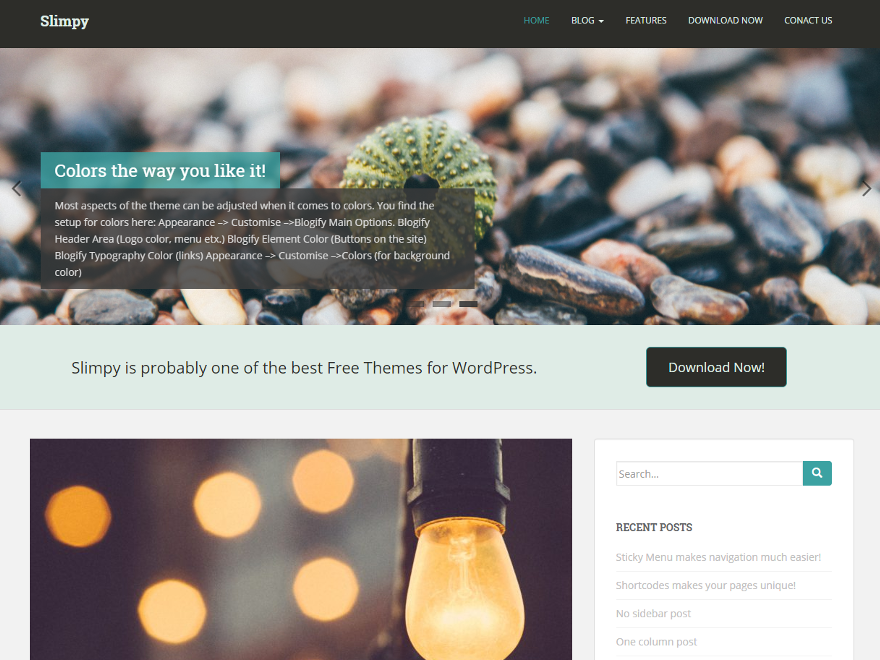 Slimpy
HOME BLOG FEATURES DOWNLOAD NOW CONACT US
Colors the way you like it!
Most aspects of the theme can be adjusted when it comes to colors. You find the
setup for colors here: Appearance –> Customise –>Blogify Main Options. Blogify
Header Area (Logo color, menu etx.) Blogify Element Color (Buttons on the site)
Blogify Typography Color (links) Appearance –> Customise –>Colors (for background
color)
Slimpy is probably one of the best Free Themes for WordPress.
Download Now!
Search...
RECENT POSTS
Sticky Menu makes navigation much easier!
Shortcodes makes your pages unique!
No sidebar post
One column post